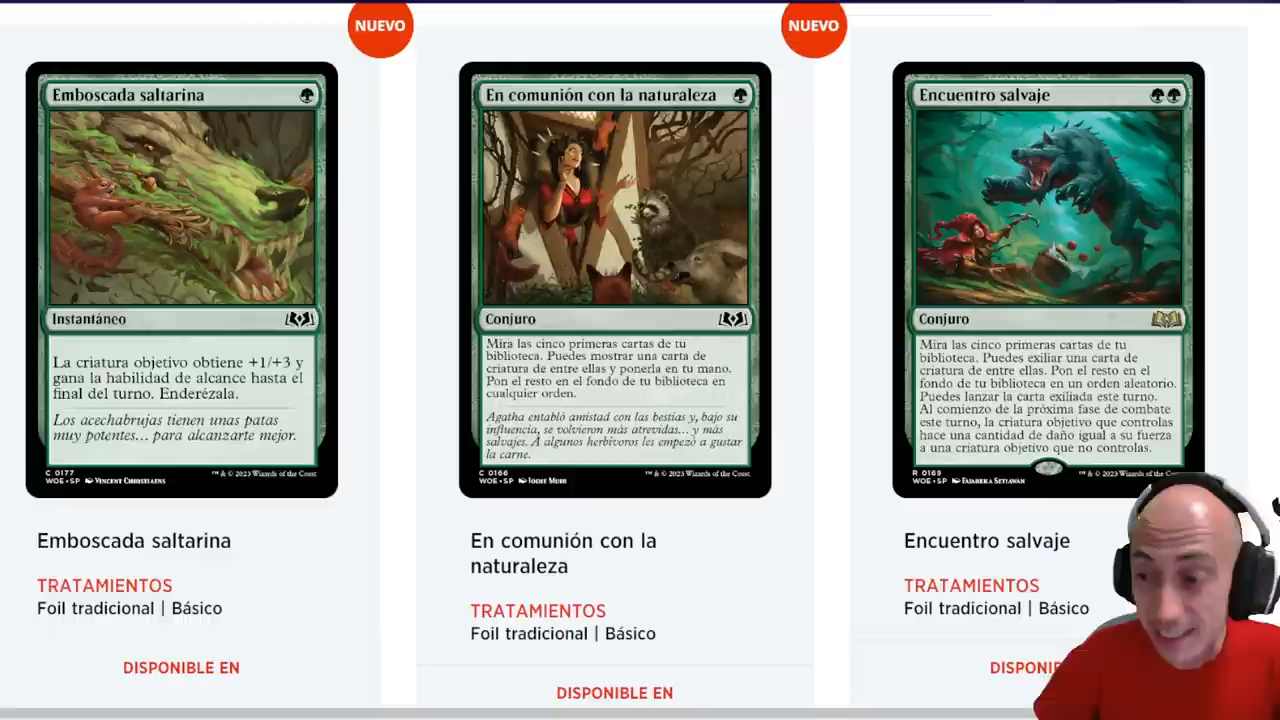 NUEVO
NUEVO
Emboscada saltarina
Instantáneo
La criatura objetivo obtiene +1/+3 y
gana la habilidad de alcance hasta el
final del turno. Enderézala.
Los acechabrujas tienen unas patas
muy potentes... para alcanzarte mejor.
C 0177
WOE • SP Vincent Christiaens
™ & © 2023 Wizards of the Coast
Emboscada saltarina
TRATAMIENTOS
Foil tradicional | Básico
DISPONIBLE EN
En comunión con la naturaleza
Conjuro
Mira las cinco primeras cartas de tu
biblioteca. Puedes mostrar una carta de
criatura de entre ellas y ponerla en tu mano.
Pon el resto en el fondo de tu biblioteca en
cualquier orden.
Agatha entabló amistad con las bestias y, bajo su
influencia, se volvieron más atrevidas... y más
salvajes. A algunos herbívoros les empezó a gustar
la carne.
C 0166
WOE • SP Iodie Muir
™ & © 2023 Wizards of the Coast
En comunión con la
naturaleza
TRATAMIENTOS
Foil tradicional | Básico
DISPONIBLE EN
Encuentro salvaje
Conjuro
Mira las cinco primeras cartas de tu
biblioteca. Puedes exiliar una carta de
criatura de entre ellas. Pon el resto en el
fondo de tu biblioteca en un orden aleatorio.
Puedes lanzar la carta exiliada este turno.
Al comienzo de la próxima fase de combate
este turno, la criatura objetivo que controlas
hace una cantidad de daño igual a su fuerza
a una criatura objetivo que no controlas.
R 0169
WOE • SP Fajareka Setiawan
™ & © 2023 Wizards of the Coast
Encuentro salvaje
TRATAMIENTOS
Foil tradicional | Básico